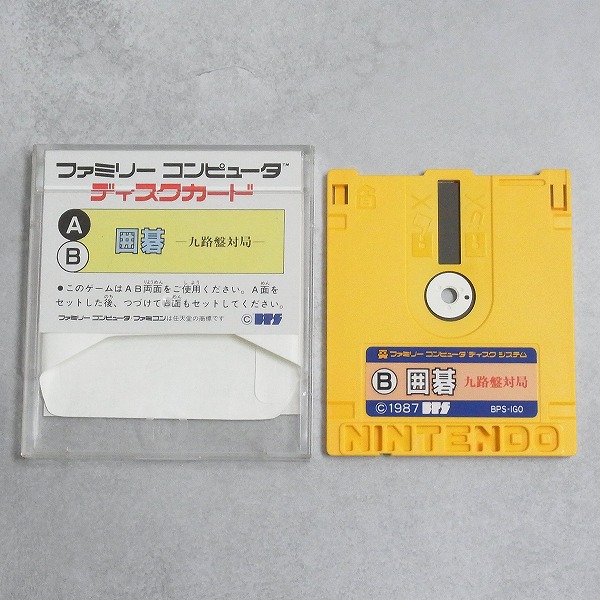 ファミリー コンピュータ™
ディスクカード
A
B
囲碁 ―九路盤対局―
●このゲームはAB両面をご使用ください。A面を
セットした後、つづけてB面もセットしてください。
ファミリー コンピュータ/ファミコンは任天堂の商標です
© BPS
ファミリー コンピュータ ディスク システム
B 囲碁 九路盤対局
©1987 BPS BPS-IGO
NINTENDO